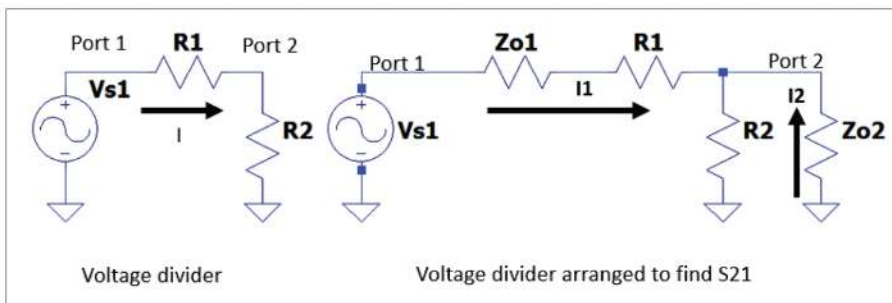 Port 1
R1
Port 2
Vs1
I
R2
Voltage divider
Port 1
Zo1
R1
Port 2
Vs1
I1
R2
I2
Zo2
Voltage divider arranged to find S21